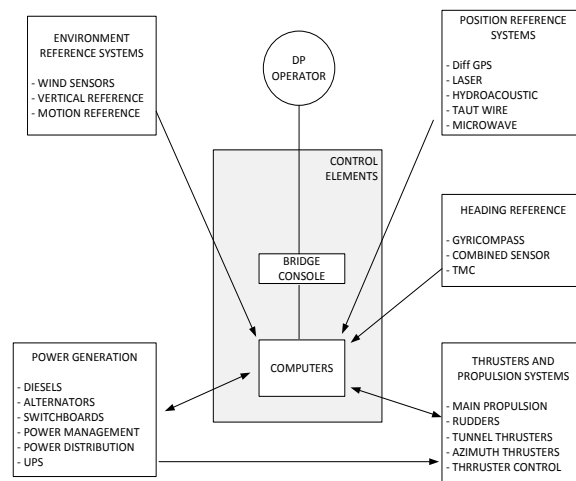 ENVIRONMENT
REFERENCE SYSTEMS
- WIND SENSORS
- VERTICAL REFERENCE
- MOTION REFERENCE
DP
OPERATOR
POSITION REFERENCE
SYSTEMS
- Diff GPS
- LASER
- HYDROACOUSTIC
- TAUT WIRE
- MICROWAVE
CONTROL
ELEMENTS
HEADING REFERENCE
- GYRICOMPASS
- COMBINED SENSOR
- TMC
BRIDGE
CONSOLE
COMPUTERS
POWER GENERATION
- DIESELS
- ALTERNATORS
- SWITCHBOARDS
- POWER MANAGEMENT
- POWER DISTRIBUTION
- UPS
THRUSTERS AND
PROPULSION SYSTEMS
- MAIN PROPULSION
- RUDDERS
- TUNNEL THRUSTERS
- AZIMUTH THRUSTERS
- THRRUSTER CONTROL